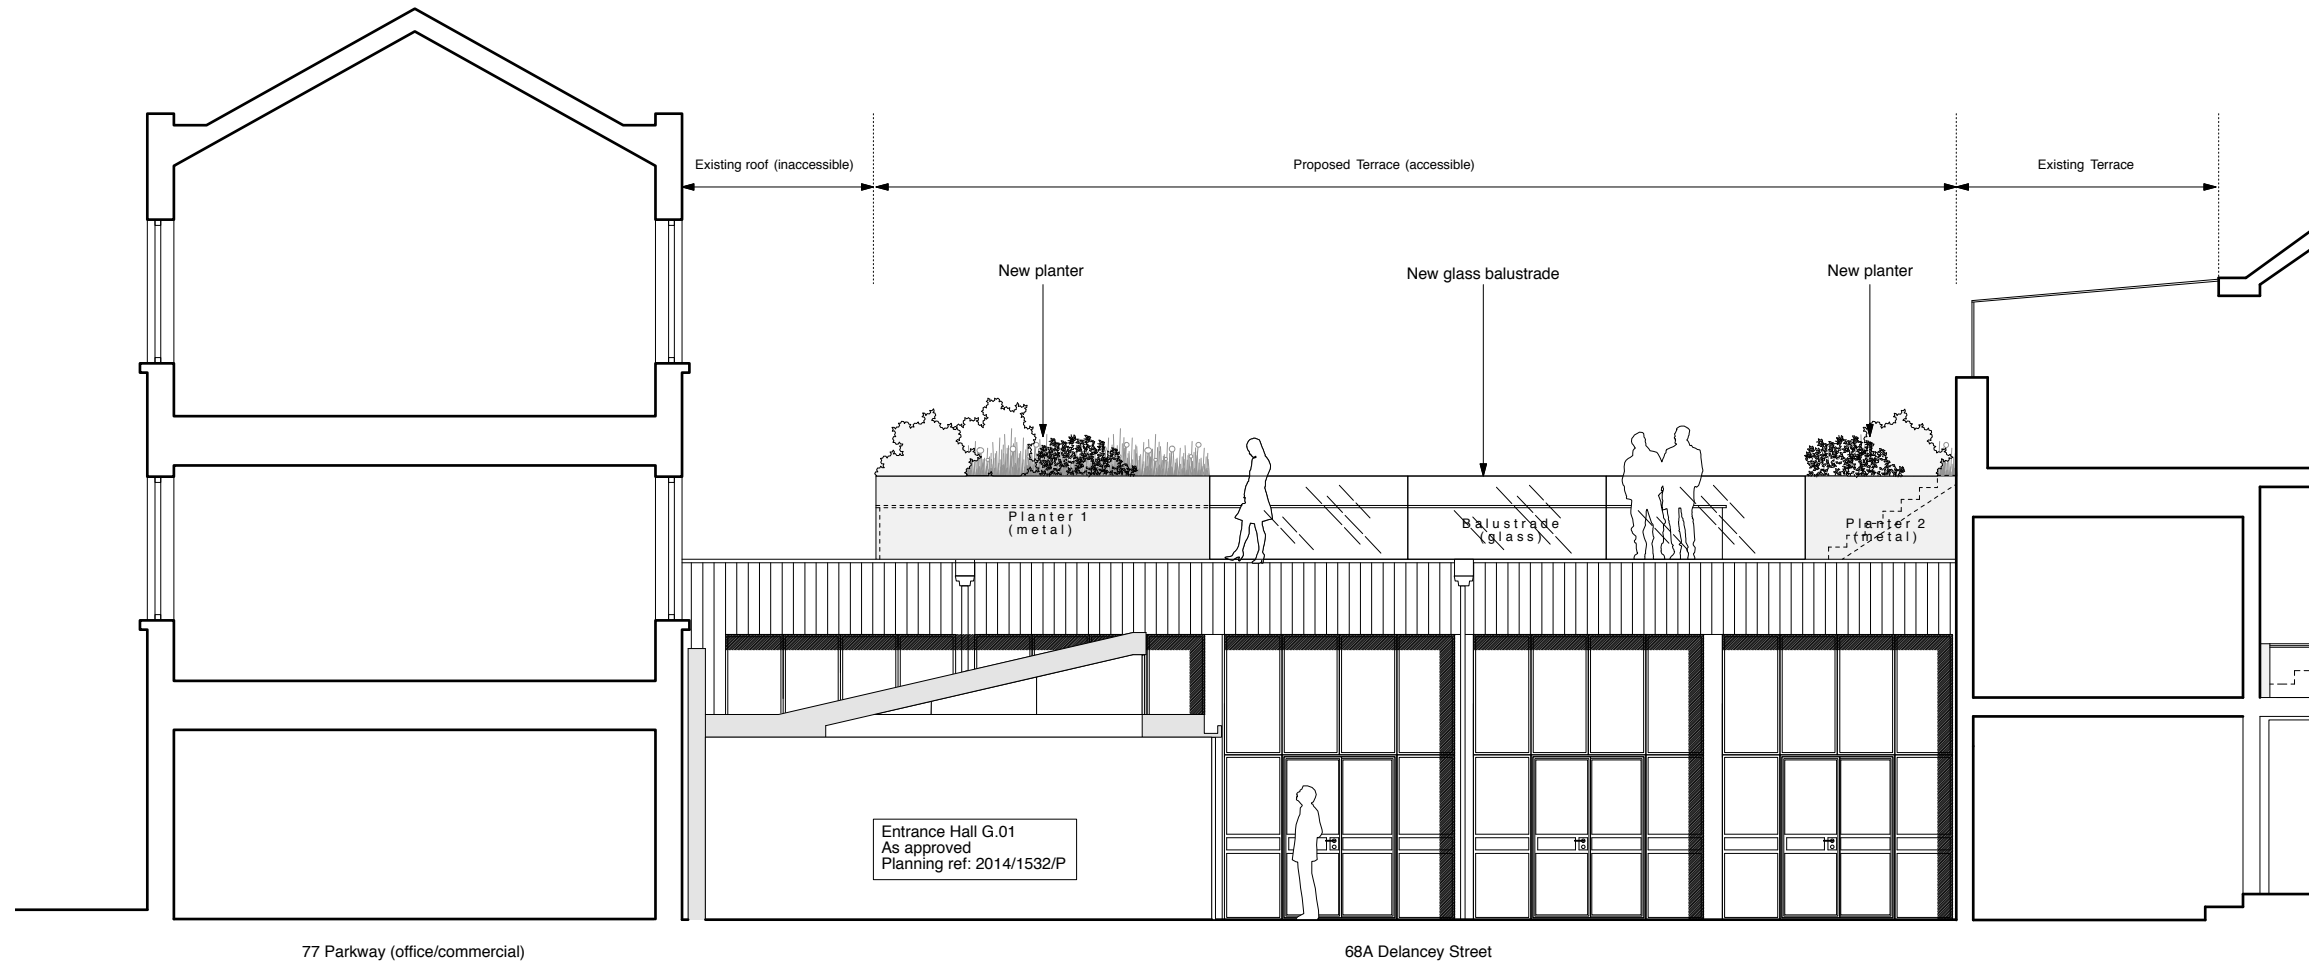 Existing roof (inaccessible)
Proposed Terrace (accessible)
Existing Terrace
New planter
New glass balustrade
New planter
Planter 1
(metal)
Balustrade
(glass)
Planter 2
(metal)
Entrance Hall G.01
As approved
Planning ref: 2014/1532/P
77 Parkway (office/commercial)
68A Delancey Street